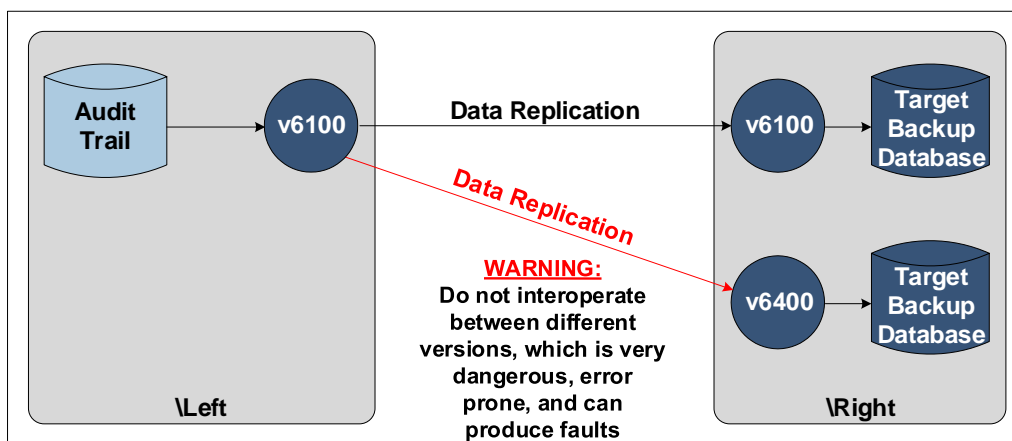 Audit
Trail
v6100
Data Replication
v6100
Target
Backup
Database
Data Replication
WARNING:
Do not interoperate
between different
versions, which is very
dangerous, error
prone, and can
produce faults
v6400
Target
Backup
Database
\Left
\Right